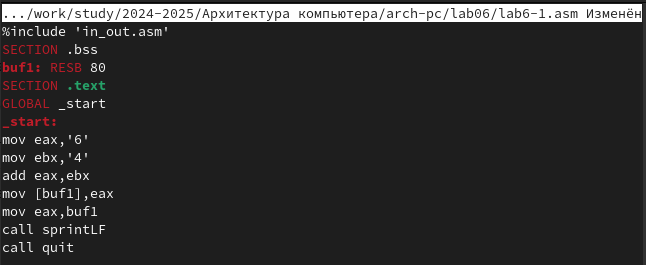 .../work/study/2024-2025/Архитектура компьютера/arch-pc/lab06/lab6-1.asm Изменён
%include 'in_out.asm'
SECTION .bss
buf1: RESB 80
SECTION .text
GLOBAL _start
_start:
mov eax,'6'
mov ebx,'4'
add eax,ebx
mov [buf1],eax
mov eax,buf1
call sprintLF
call quit